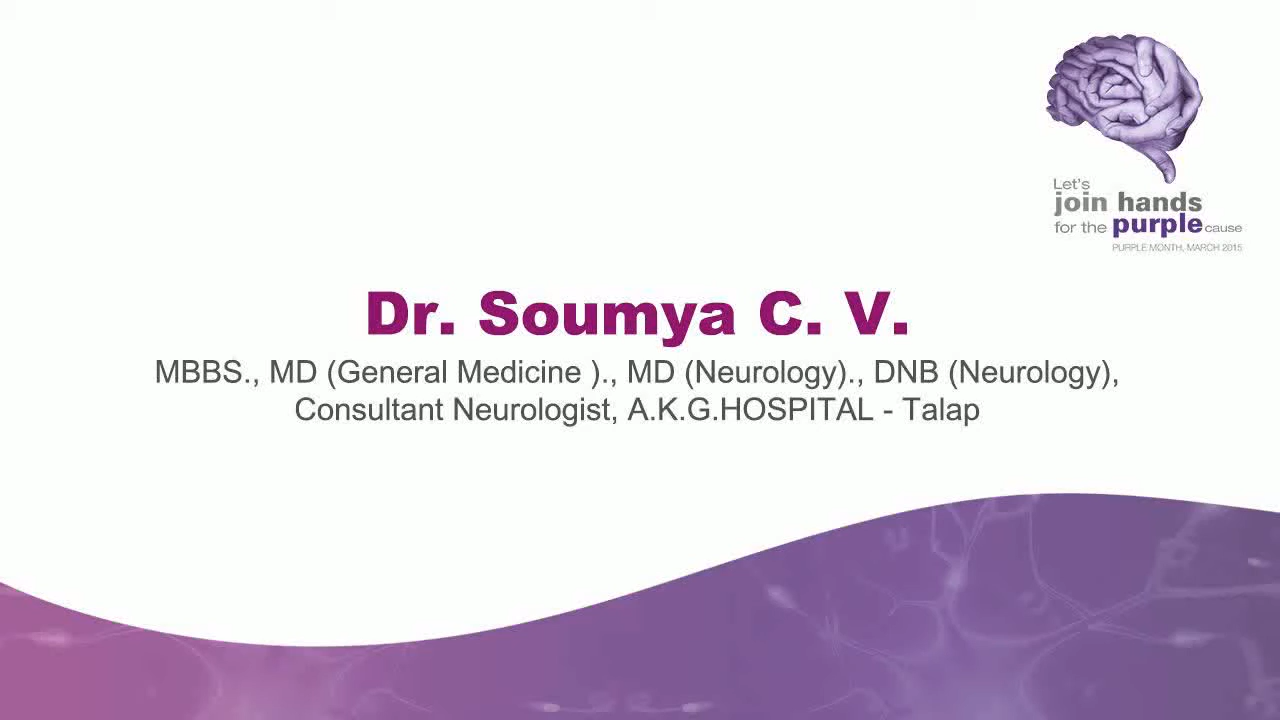 Let's
join hands
for the purple cause
PURPLE MONTH, MARCH 2015
Dr. Soumya C. V.
MBBS., MD (General Medicine )., MD (Neurology)., DNB (Neurology),
Consultant Neurologist, A.K.G.HOSPITAL - Talap